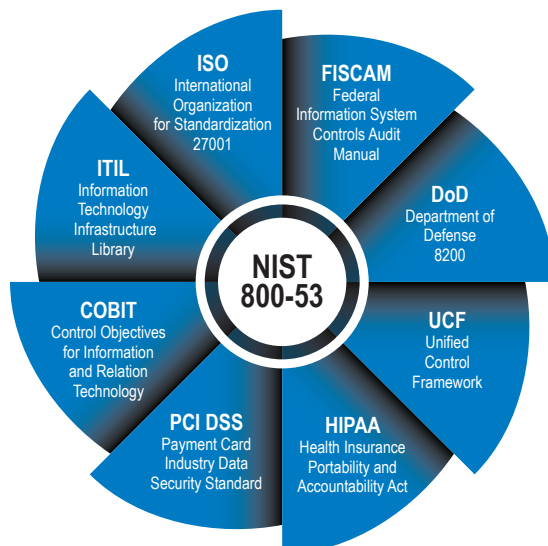 ISO
International
Organization
for Standardization
27001
FISCAM
Federal
Information System
Controls Audit
Manual
DoD
Department of
Defense
8200
UCF
Unified
Control
Framework
HIPAA
Health Insurance
Portability and
Accountability Act
PCI DSS
Payment Card
Industry Data
Security Standard
COBIT
Control Objectives
for Information
and Relation
Technology
ITIL
Information
Technology
Infrastructure
Library
NIST
800-53